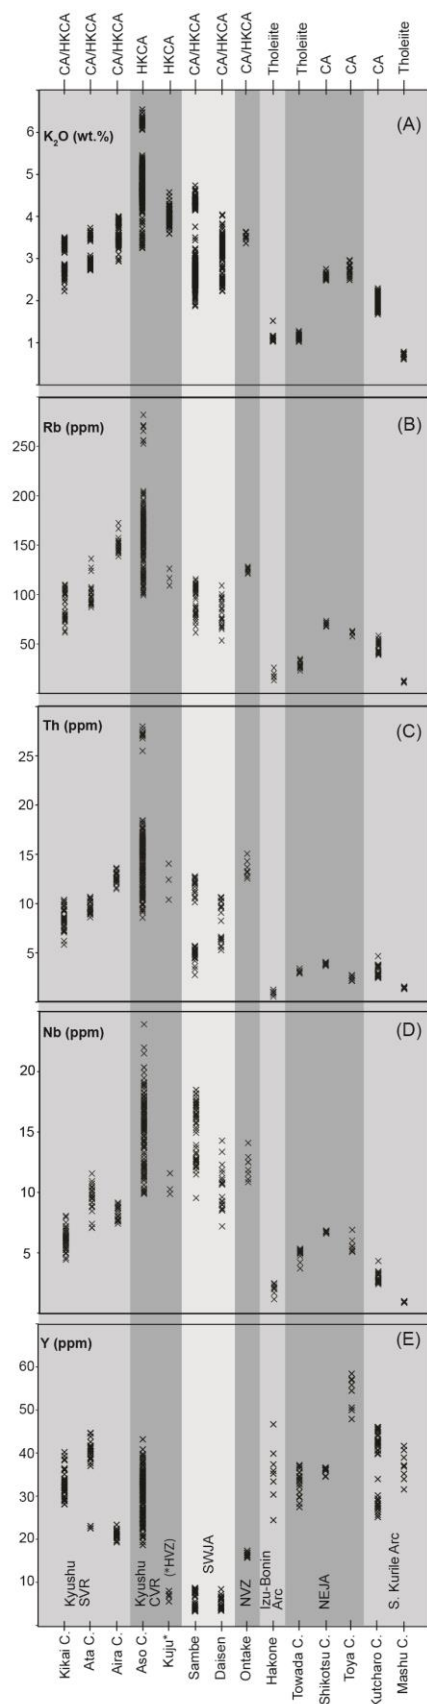 CA/HKCA
CA/HKCA
CA/HKCA
HKCA
HKCA
CA/HKCA
CA/HKCA
CA/HKCA
Tholeiite
Tholeiite
CA
CA
CA
Tholeiite
K2O (wt.%)
(A)
6
5
4
3
2
1
Rb (ppm)
(B)
250
200
150
100
50
Th (ppm)
(C)
25
20
15
10
5
Nb (ppm)
(D)
20
15
10
5
Y (ppm)
(E)
60
50
40
30
20
10
Kyushu
SVR
Kyushu
CVR
(*HVZ)
SWJA
NVZ
Izu-Bonin
Arc
NEJA
S. Kurile Arc
Kikai C.
Ata C.
Aira C.
Aso C.
Kuju*
Sambe
Daisen
Ontake
Hakone
Towada C.
Shikotsu C.
Toya C.
Kutcharo C.
Mashu C.